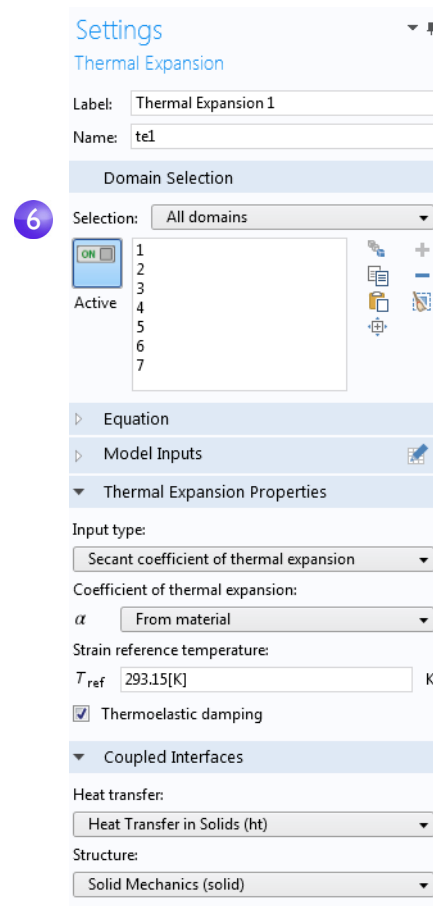 Settings
Thermal Expansion
Label: Thermal Expansion 1
Name: te1
Domain Selection
6
Selection: All domains
ON
Active
1
2
3
4
5
6
7
Equation
Model Inputs
Thermal Expansion Properties
Input type:
Secant coefficient of thermal expansion
Coefficient of thermal expansion:
α From material
Strain reference temperature:
Tref 293.15[K] K
Thermoelastic damping
Coupled Interfaces
Heat transfer:
Heat Transfer in Solids (ht)
Structure:
Solid Mechanics (solid)